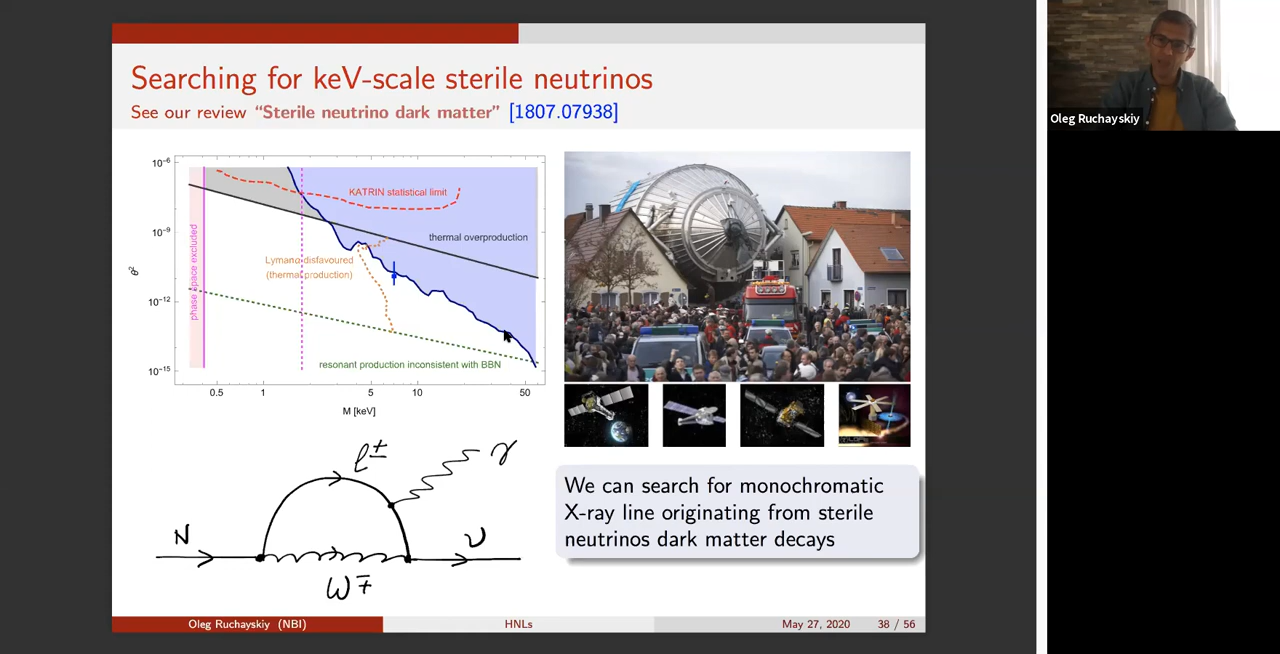 Searching for keV-scale sterile neutrinos
See our review "Sterile neutrino dark matter" [1807.07938]
10⁻⁶
10⁻⁹
10⁻¹²
10⁻¹⁵
θ²
phase space excluded
KATRIN statistical limit
thermal overproduction
Lymanα disfavoured
(thermal production)
resonant production inconsistent with BBN
0.5 1 5 10 50
M [keV]
ℓ± γ
N ν
W∓
We can search for monochromatic
X-ray line originating from sterile
neutrinos dark matter decays
Oleg Ruchayskiy (NBI) HNLs May 27, 2020 38 / 56
Oleg Ruchayskiy